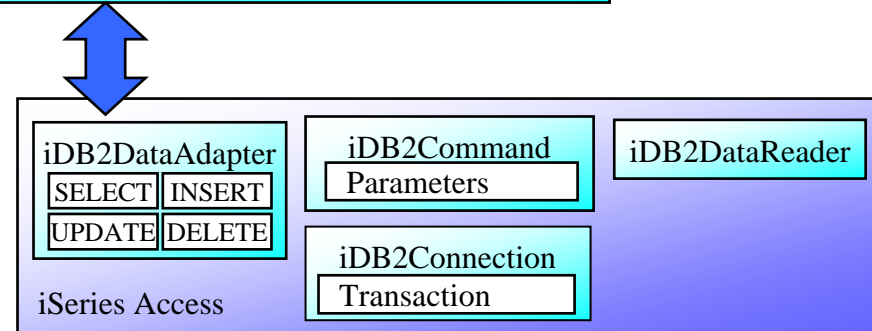 iDB2DataAdapter
SELECT INSERT
UPDATE DELETE
iDB2Command
Parameters
iDB2DataReader
iDB2Connection
Transaction
iSeries Access